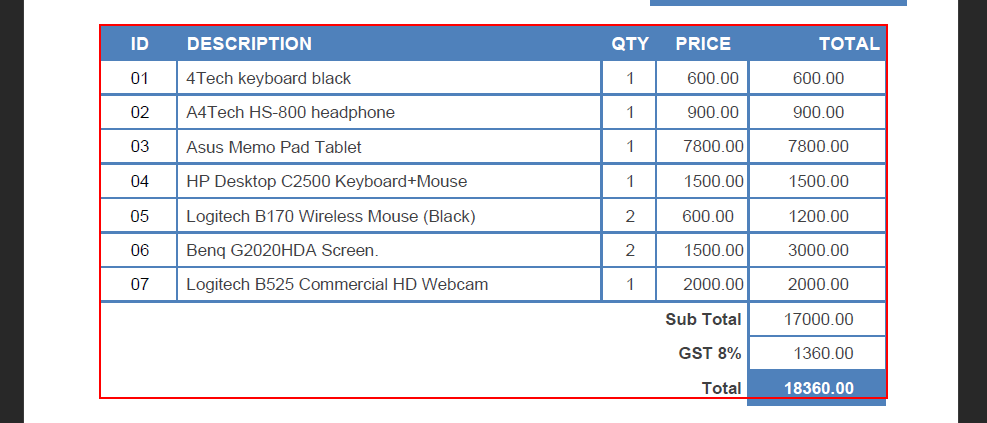 ID DESCRIPTION QTY PRICE TOTAL
01 4Tech keyboard black 1 600.00 600.00
02 A4Tech HS-800 headphone 1 900.00 900.00
03 Asus Memo Pad Tablet 1 7800.00 7800.00
04 HP Desktop C2500 Keyboard+Mouse 1 1500.00 1500.00
05 Logitech B170 Wireless Mouse (Black) 2 600.00 1200.00
06 Benq G2020HDA Screen. 2 1500.00 3000.00
07 Logitech B525 Commercial HD Webcam 1 2000.00 2000.00
Sub Total 17000.00
GST 8% 1360.00
Total 18360.00